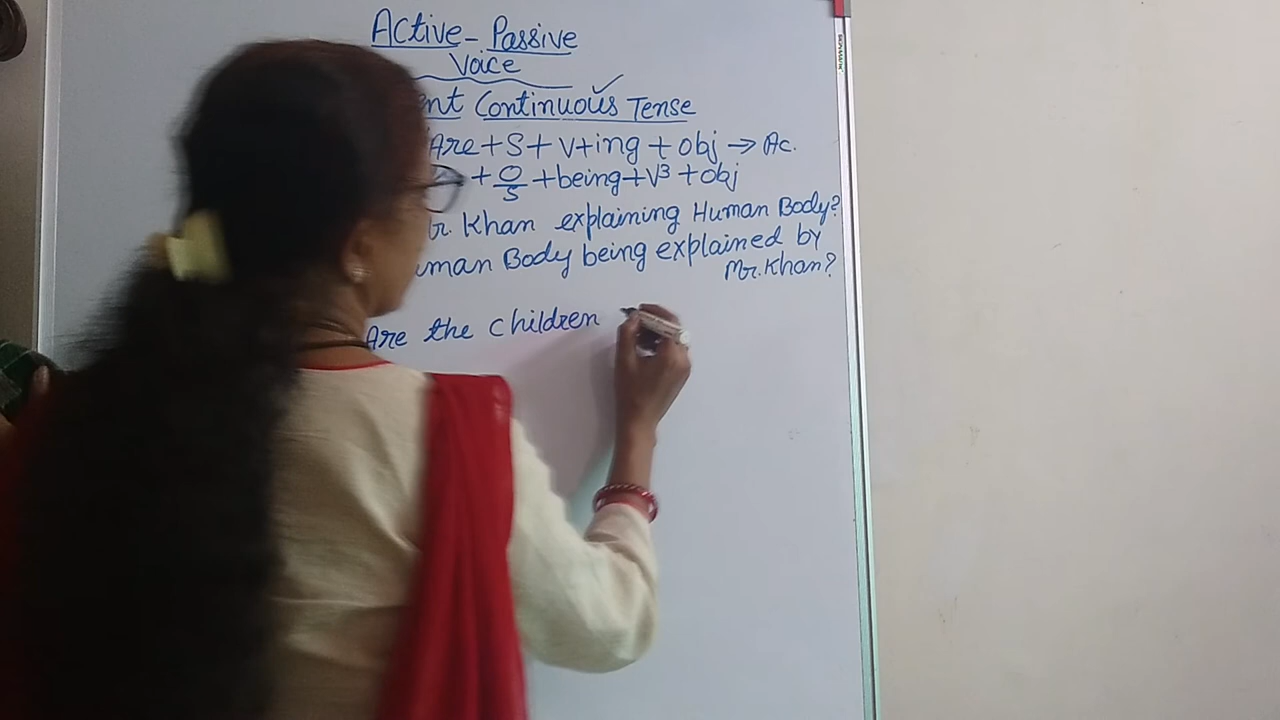 Active - Passive
Voice
ent Continuous Tense
Are + S + V+ing + obj → Ac.
+ O/S + being + V³ + obj
r. Khan explaining Human Body?
uman Body being explained by
Mr. Khan?
Are the children